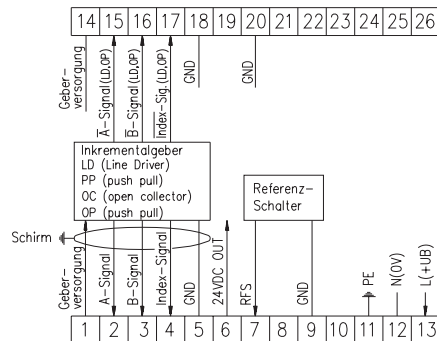 14 15 16 17 18 19 20 21 22 23 24 25 26
Geber-
versorgung
A-Signal(LD,OP)
B-Signal(LD,OP)
Index-Sig.(LD,OP)
GND
GND
Inkrementalgeber
LD (Line Driver)
PP (push pull)
OC (open collector)
OP (push pull)
Referenz-
Schalter
Schirm
Geber-
versorgung
A-Signal
B-Signal
Index-Signal
GND
24VDC OUT
RFS
GND
PE
N(0V)
L(+UB)
1 2 3 4 5 6 7 8 9 10 11 12 13